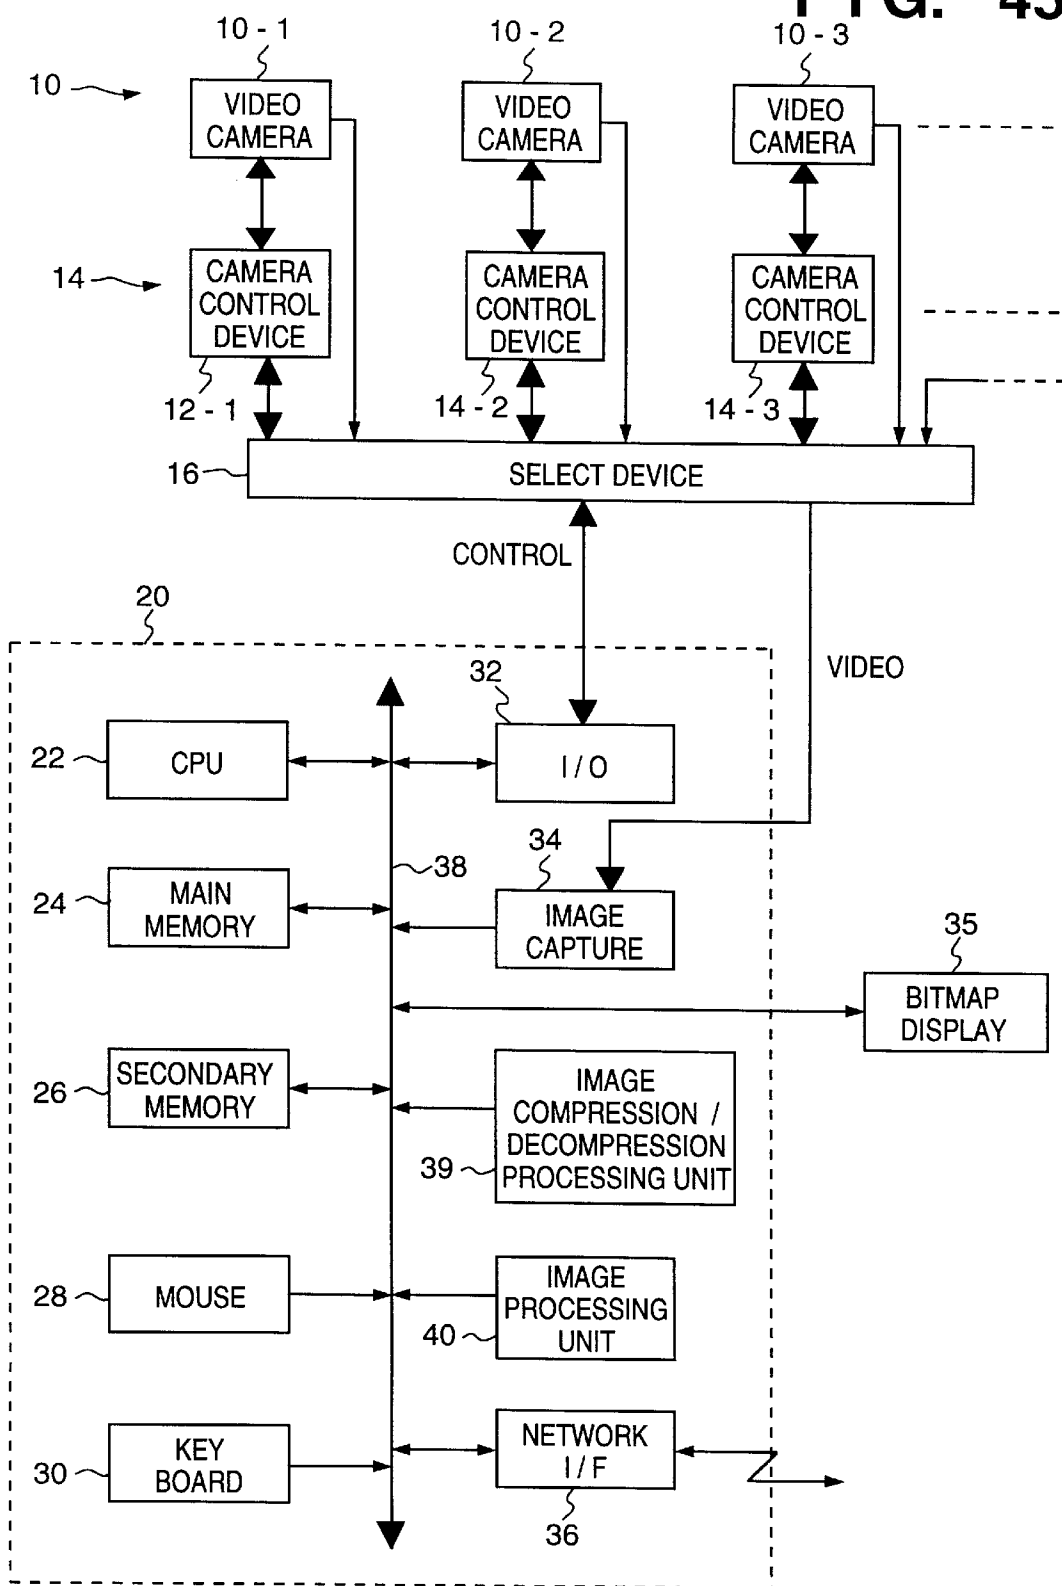 FIG. 43
10-1
10-2
10-3
10
VIDEO
CAMERA
VIDEO
CAMERA
VIDEO
CAMERA
14
CAMERA
CONTROL
DEVICE
CAMERA
CONTROL
DEVICE
CAMERA
CONTROL
DEVICE
12-1
14-2
14-3
16
SELECT DEVICE
CONTROL
20
VIDEO
32
22
CPU
I/O
34
38
24
MAIN
MEMORY
IMAGE
CAPTURE
35
BITMAP
DISPLAY
26
SECONDARY
MEMORY
IMAGE
COMPRESSION /
DECOMPRESSION
PROCESSING UNIT
39
28
MOUSE
IMAGE
PROCESSING
UNIT
40
30
KEY
BOARD
NETWORK
I/F
36